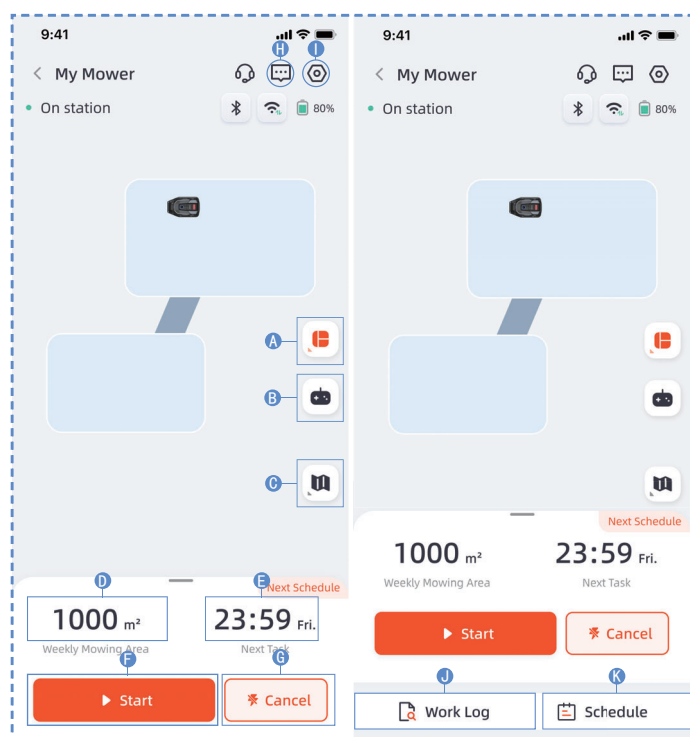 9:41
H
I
My Mower
On station
80%
A
B
C
D
E
Next Schedule
1000 m²
23:59 Fri.
Weekly Mowing Area
Next Task
F
G
Start
Cancel
9:41
My Mower
On station
80%
Next Schedule
1000 m²
23:59 Fri.
Weekly Mowing Area
Next Task
Start
Cancel
J
K
Work Log
Schedule